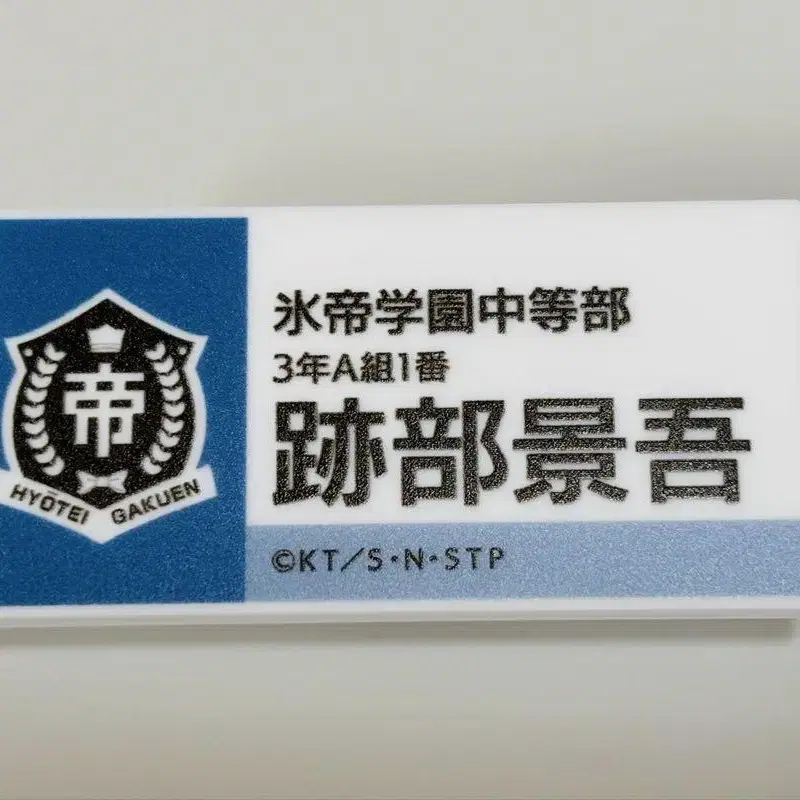 帝
HYŌTEI GAKUEN
氷帝学園中等部
3年A組1番
跡部景吾
©KT/S・N・STP